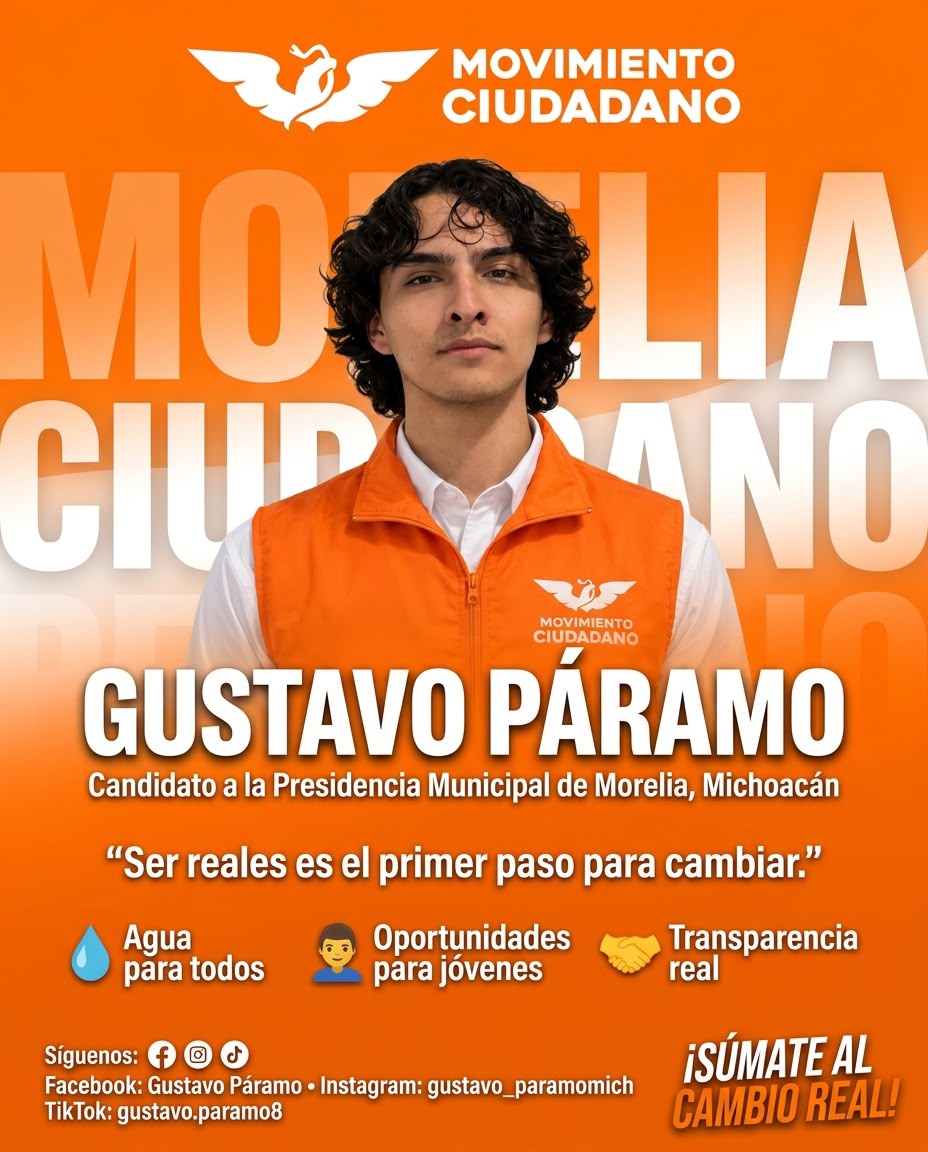 MOVIMIENTO
CIUDADANO
MORELIA
CIUDADANO
MOVIMIENTO
CIUDADANO
GUSTAVO PÁRAMO
Candidato a la Presidencia Municipal de Morelia, Michoacán
“Ser reales es el primer paso para cambiar.”
Agua
para todos
Oportunidades
para jóvenes
Transparencia
real
Síguenos:
Facebook: Gustavo Páramo • Instagram: gustavo_paramomich
TikTok: gustavo.paramo8
¡SÚMATE AL
CAMBIO REAL!